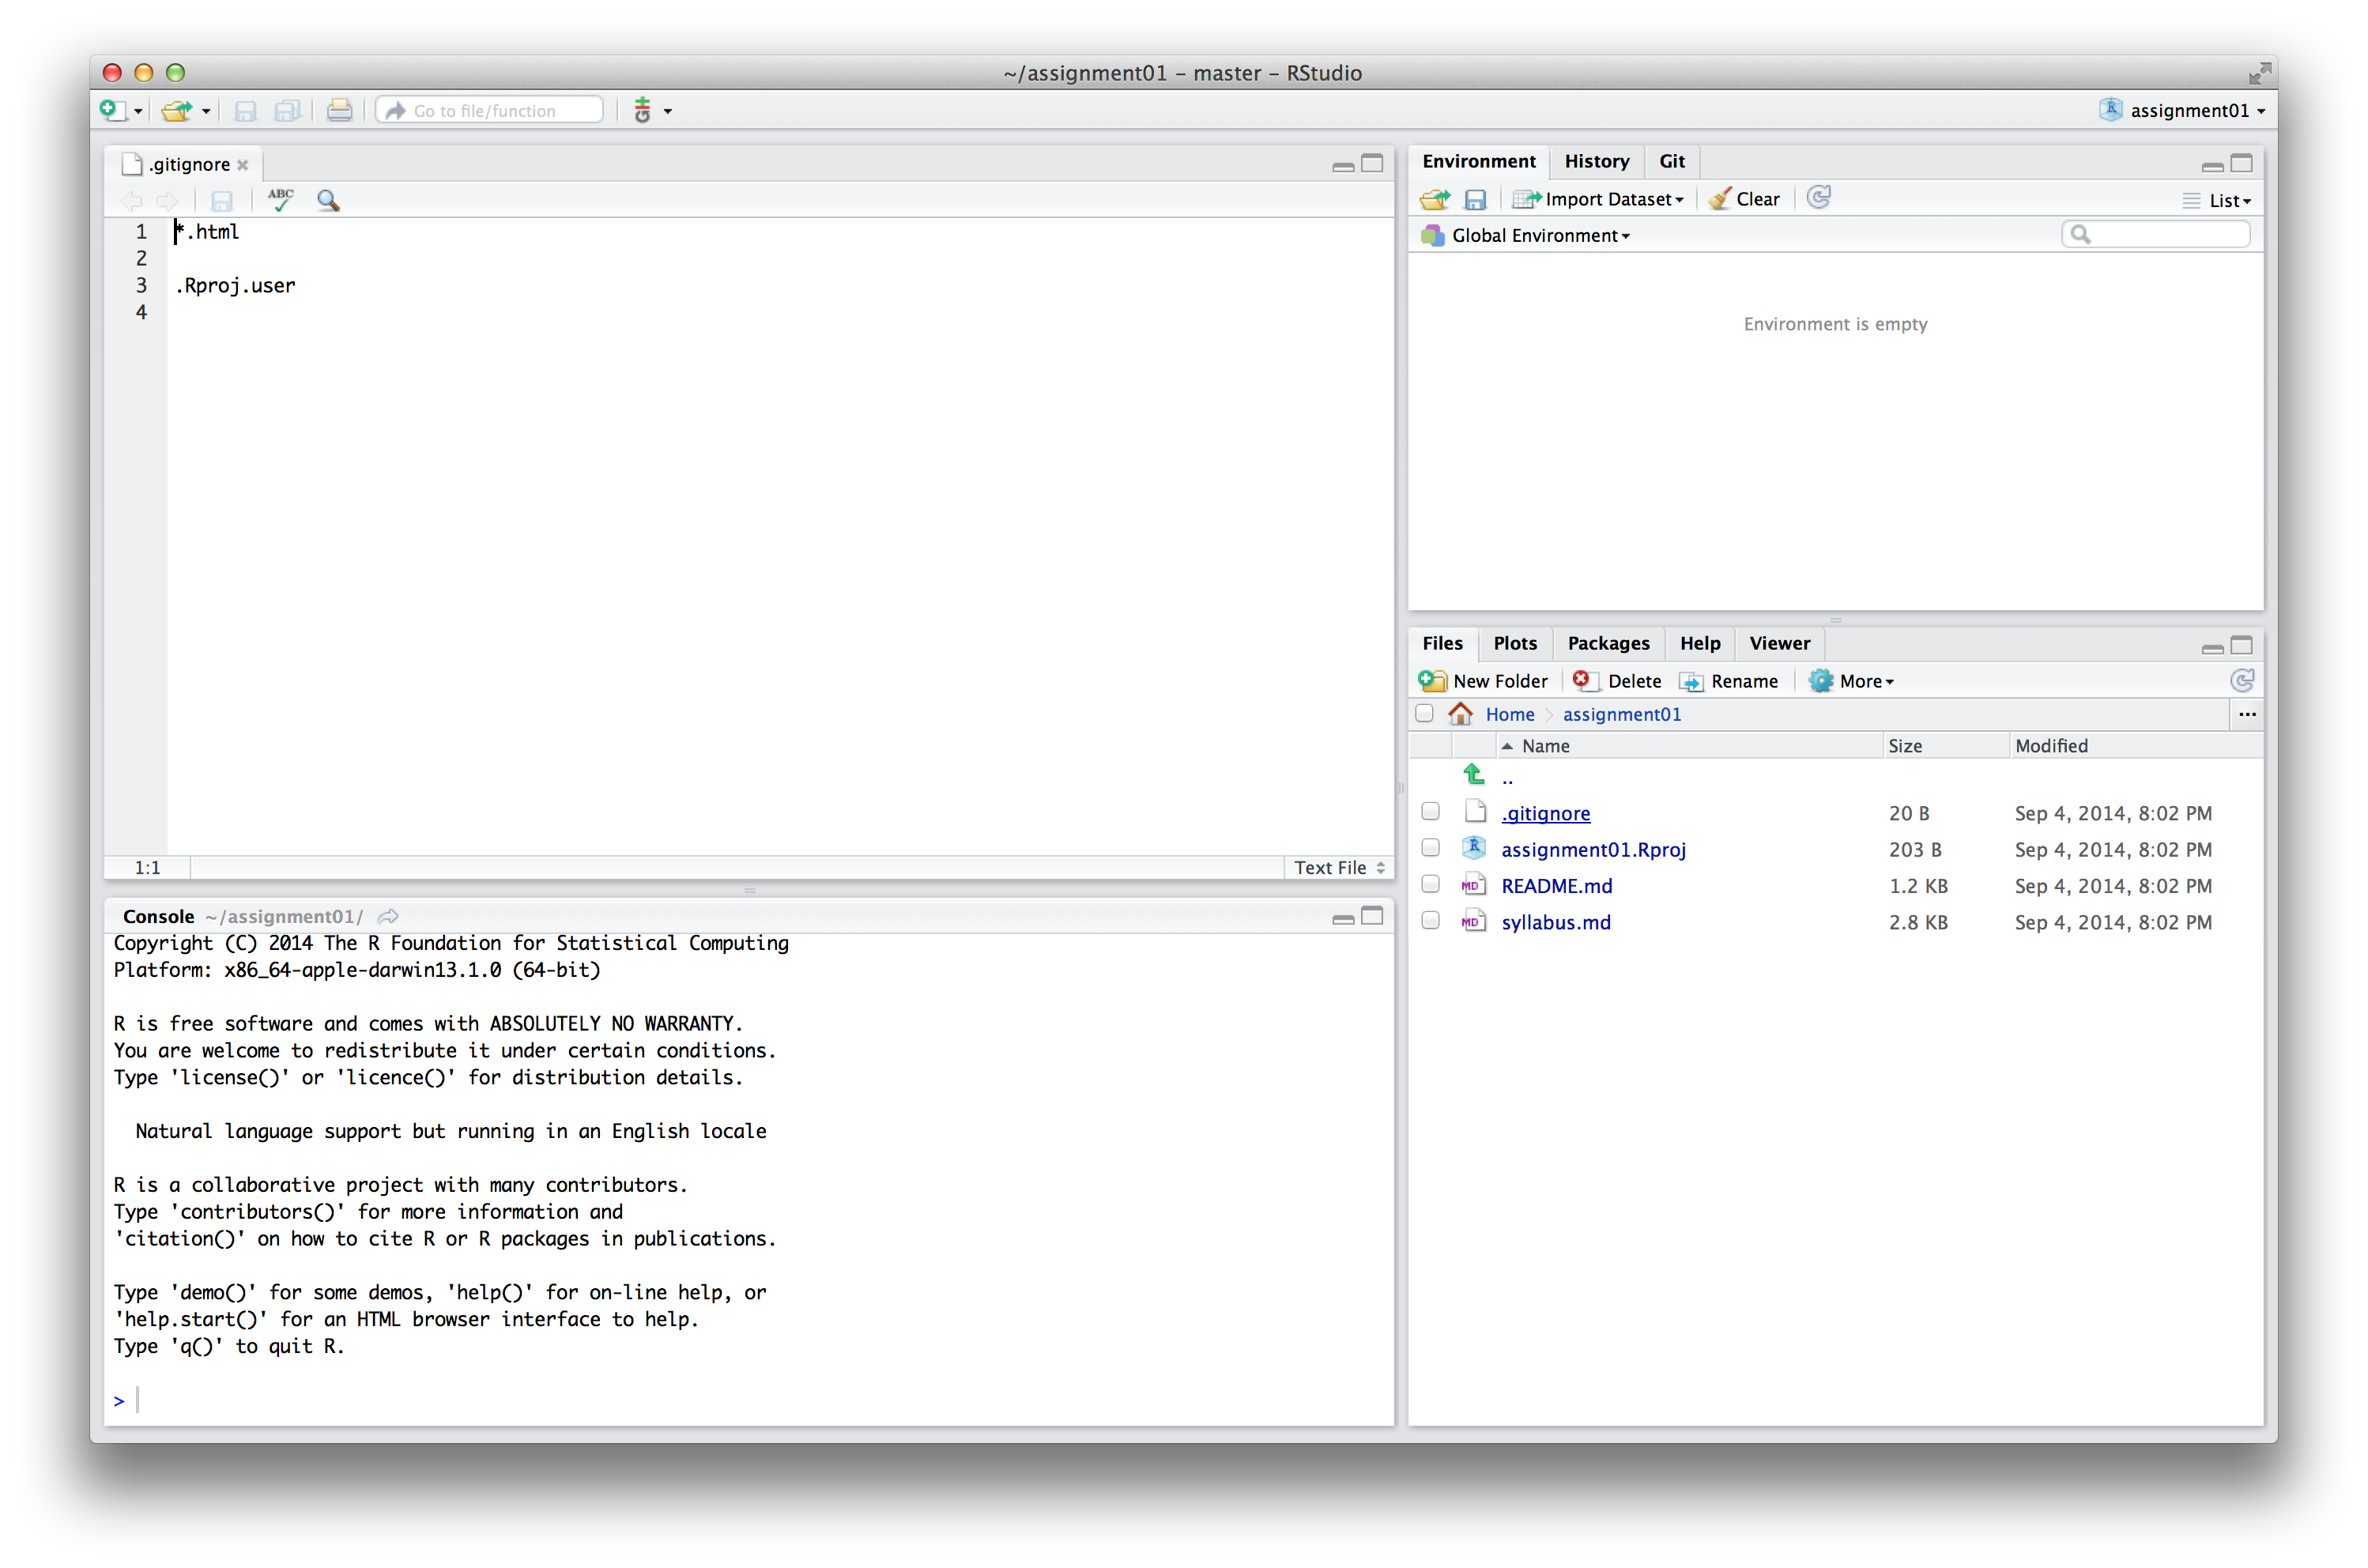 ~/assignment01 – master – RStudio
Go to file/function
assignment01
.gitignore
ABC
1 *.html
2
3 .Rproj.user
4
1:1 Text File
Console ~/assignment01/
Copyright (C) 2014 The R Foundation for Statistical Computing
Platform: x86_64-apple-darwin13.1.0 (64-bit)
R is free software and comes with ABSOLUTELY NO WARRANTY.
You are welcome to redistribute it under certain conditions.
Type 'license()' or 'licence()' for distribution details.
Natural language support but running in an English locale
R is a collaborative project with many contributors.
Type 'contributors()' for more information and
'citation()' on how to cite R or R packages in publications.
Type 'demo()' for some demos, 'help()' for on-line help, or
'help.start()' for an HTML browser interface to help.
Type 'q()' to quit R.
>
Environment History Git
Import Dataset Clear List
Global Environment
Environment is empty
Files Plots Packages Help Viewer
New Folder Delete Rename More
Home assignment01 ...
Name Size Modified
..
.gitignore 20 B Sep 4, 2014, 8:02 PM
R assignment01.Rproj 203 B Sep 4, 2014, 8:02 PM
MD README.md 1.2 KB Sep 4, 2014, 8:02 PM
MD syllabus.md 2.8 KB Sep 4, 2014, 8:02 PM